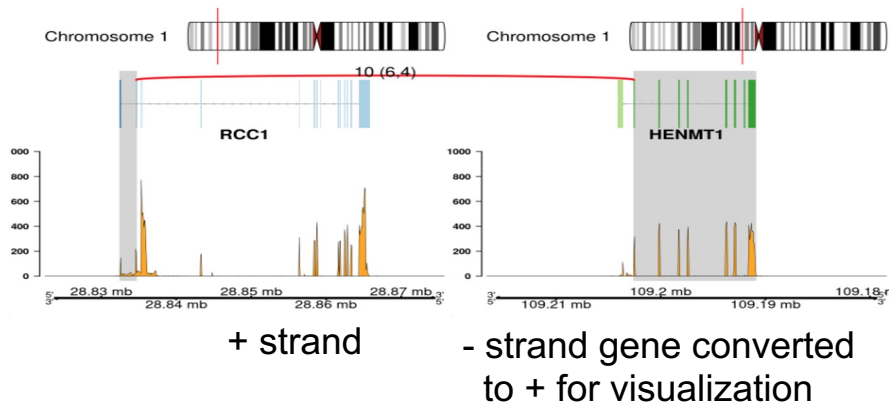 Chromosome 1
Chromosome 1
10 (6,4)
RCC1
HENMT1
000
800
600
400
200
0
1000
800
600
400
200
0
28.83 mb
28.85 mb
28.87 mb
28.84 mb
28.86 mb
109.2 mb
109.18 m
109.21 mb
109.19 mb
+ strand
- strand gene converted
to + for visualization